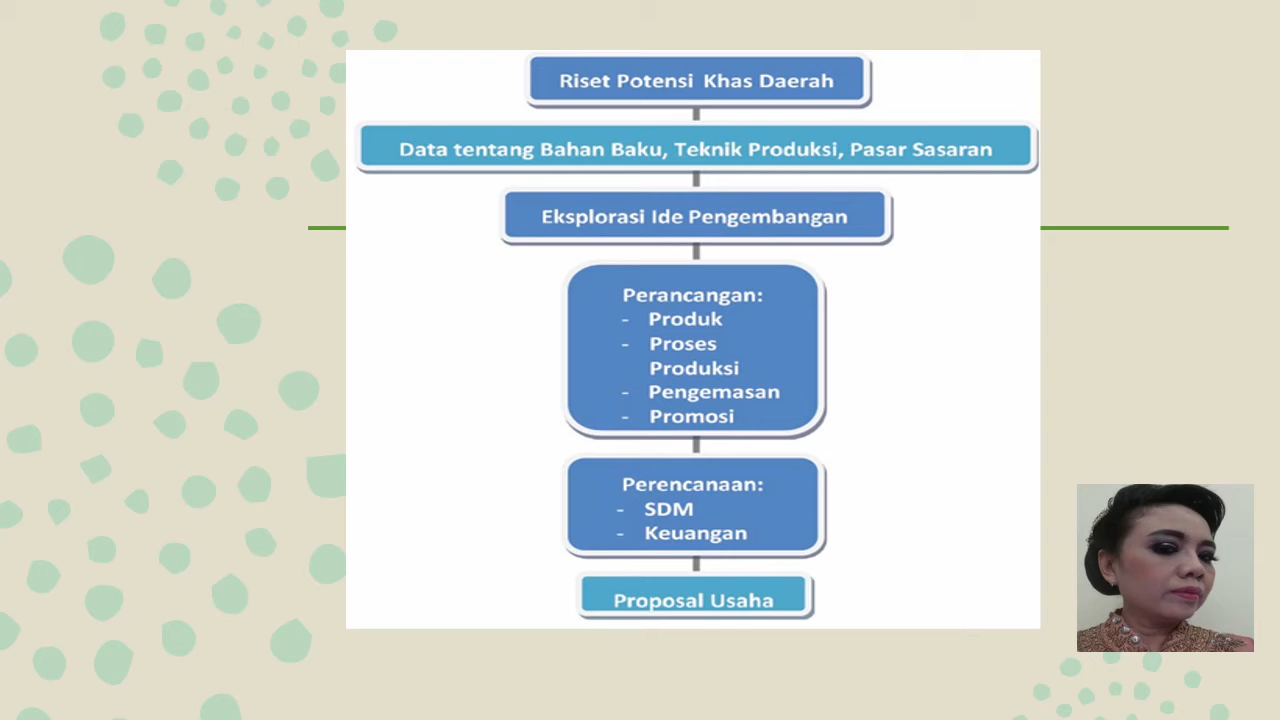 Riset Potensi Khas Daerah
Data tentang Bahan Baku, Teknik Produksi, Pasar Sasaran
Eksplorasi Ide Pengembangan
Perancangan:
- Produk
- Proses
Produksi
- Pengemasan
- Promosi
Perencanaan:
- SDM
- Keuangan
Proposal Usaha